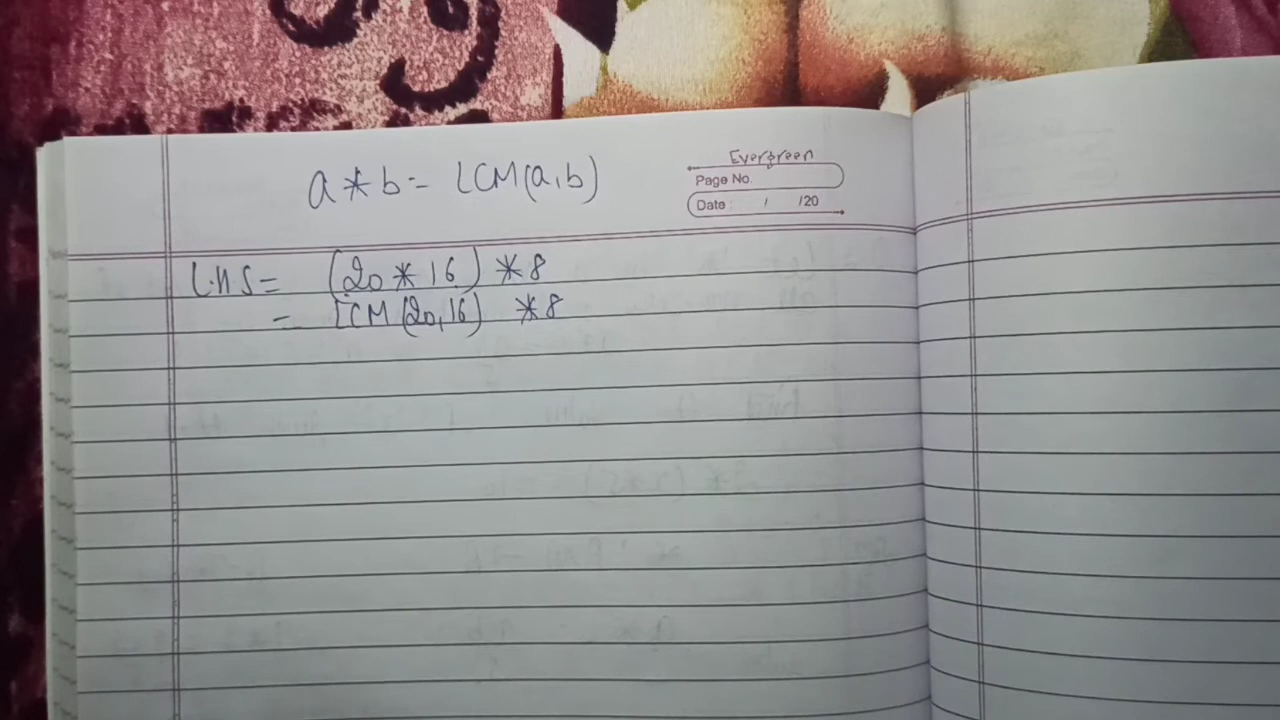 a * b = LCM(a,b)
Evergreen
Page No.
Date : / /20
L.H.S = (20 * 16) * 8
= LCM (20,16) * 8